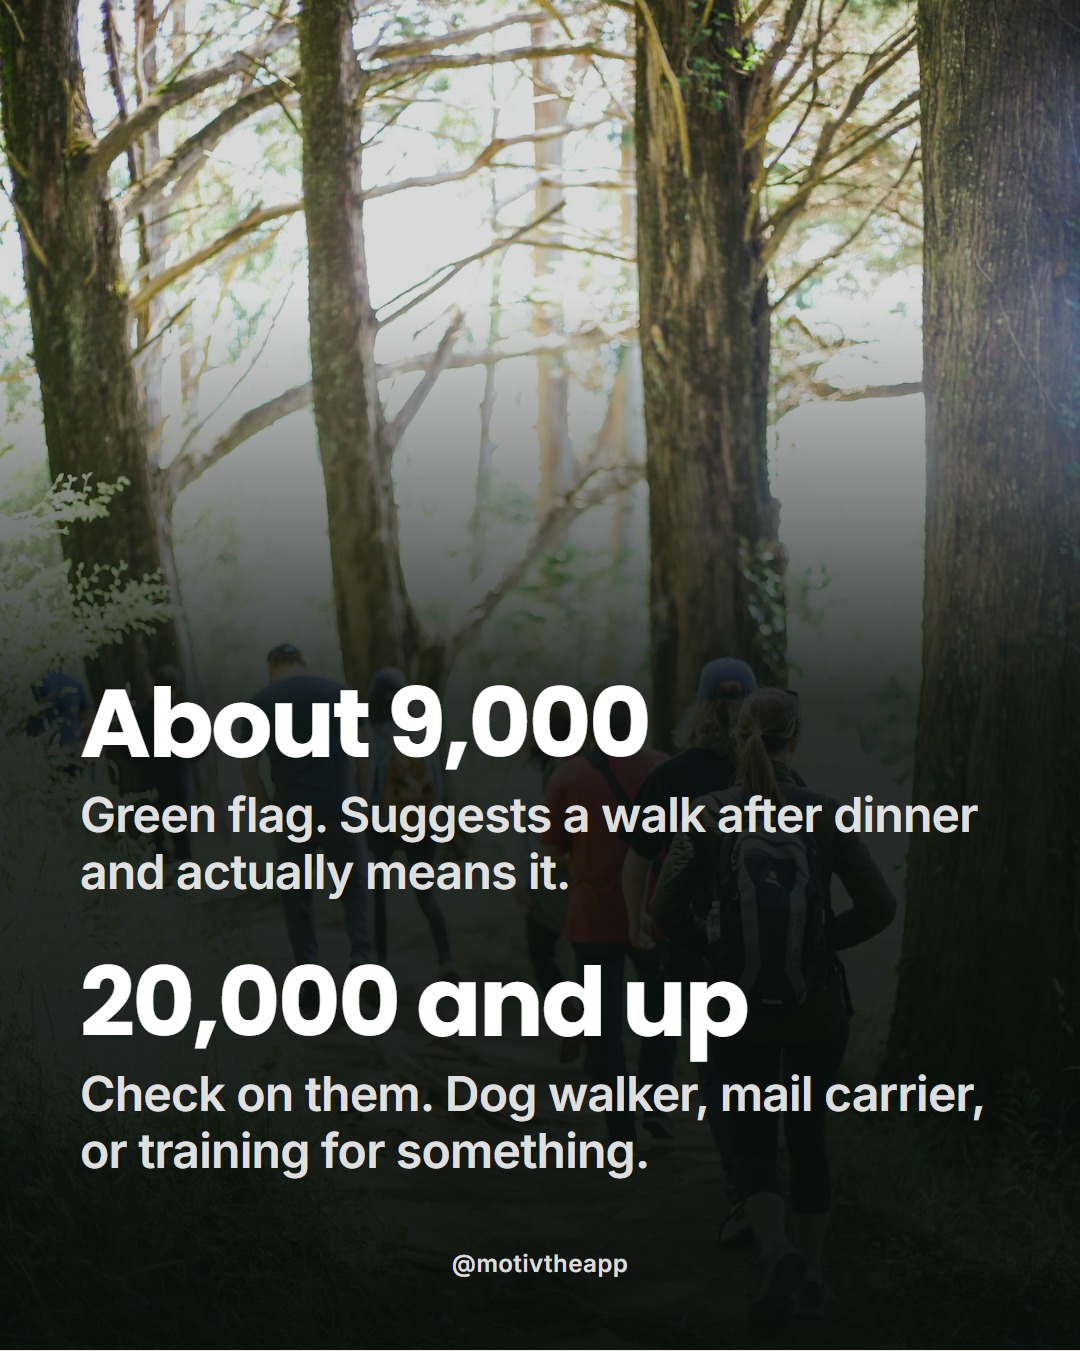 About 9,000
Green flag. Suggests a walk after dinner
and actually means it.
20,000 and up
Check on them. Dog walker, mail carrier,
or training for something.
@motivtheapp